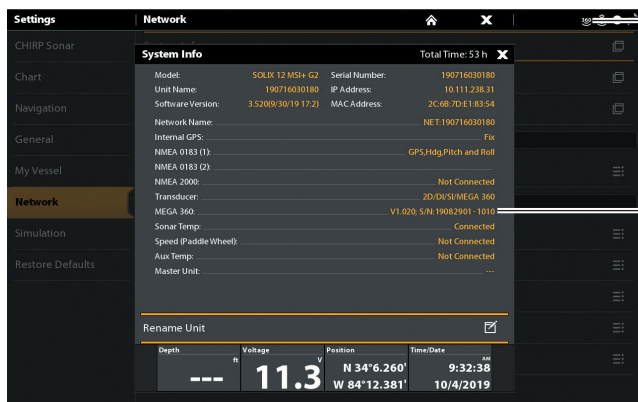 Settings
Network
X
360
CHIRP Sonar
Chart
Navigation
General
My Vessel
Network
Simulation
Restore Defaults
System Info
Total Time: 53 h X
Model: SOLIX 12 MSI+ G2 Serial Number: 190716030180
Unit Name: 190716030180 IP Address: 10.111.238.31
Software Version: 3.520(9/30/19 17:2) MAC Address: 2C:6B:7D:E1:83:54
Network Name: NET:190716030180
Internal GPS: Fix
NMEA 0183 (1): GPS,Hdg,Pitch and Roll
NMEA 0183 (2):
NMEA 2000: Not Connected
Transducer: 2D/DI/SI/MEGA 360
MEGA 360: V1.020; S/N:19082901-1010
Sonar Temp: Connected
Speed (Paddle Wheel): Not Connected
Aux Temp: Not Connected
Master Unit: ---
Rename Unit
Depth ft Voltage V Position Time/Date AM
--- 11.3 N 34°6.260' 9:32:38
W 84°12.381' 10/4/2019